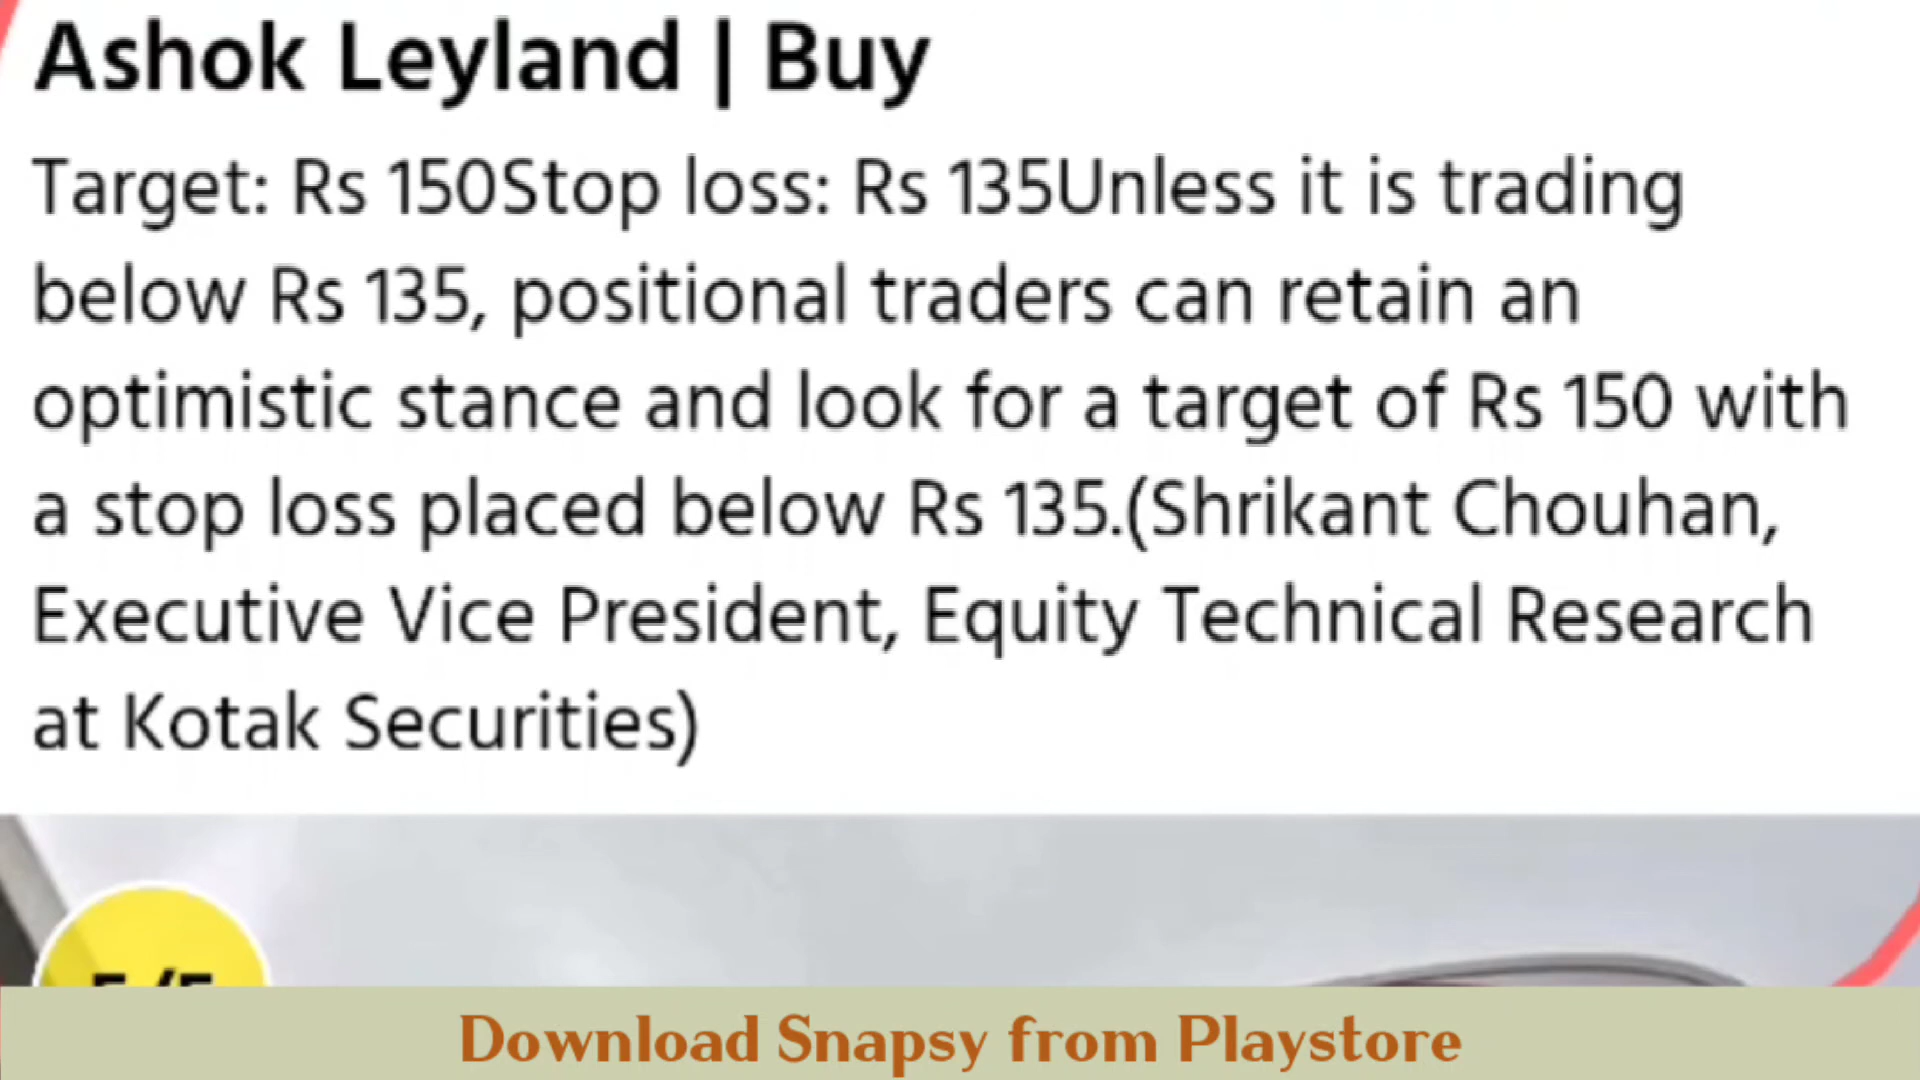 Ashok Leyland | Buy
Target: Rs 150Stop loss: Rs 135Unless it is trading
below Rs 135, positional traders can retain an
optimistic stance and look for a target of Rs 150 with
a stop loss placed below Rs 135.(Shrikant Chouhan,
Executive Vice President, Equity Technical Research
at Kotak Securities)
5/5
Download Snapsy from Playstore